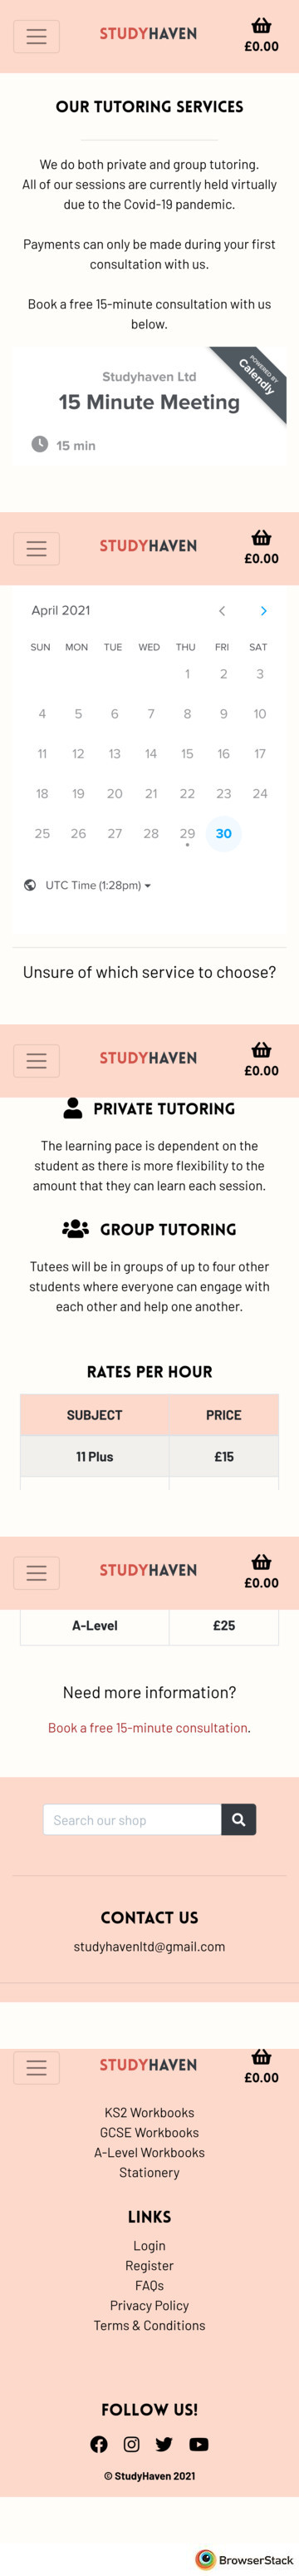 STUDYHAVEN
£0.00
OUR TUTORING SERVICES
We do both private and group tutoring.
All of our sessions are currently held virtually
due to the Covid-19 pandemic.
Payments can only be made during your first
consultation with us.
Book a free 15-minute consultation with us
below.
POWERED BY
Calendly
Studyhaven Ltd
15 Minute Meeting
15 min
STUDYHAVEN
£0.00
April 2021
SUN MON TUE WED THU FRI SAT
1 2 3
4 5 6 7 8 9 10
11 12 13 14 15 16 17
18 19 20 21 22 23 24
25 26 27 28 29 30
UTC Time (1:28pm)
Unsure of which service to choose?
STUDYHAVEN
£0.00
PRIVATE TUTORING
The learning pace is dependent on the
student as there is more flexibility to the
amount that they can learn each session.
GROUP TUTORING
Tutees will be in groups of up to four other
students where everyone can engage with
each other and help one another.
RATES PER HOUR
SUBJECT PRICE
11 Plus £15
STUDYHAVEN
£0.00
A-Level £25
Need more information?
Book a free 15-minute consultation.
Search our shop
CONTACT US
studyhavenltd@gmail.com
STUDYHAVEN
£0.00
KS2 Workbooks
GCSE Workbooks
A-Level Workbooks
Stationery
LINKS
Login
Register
FAQs
Privacy Policy
Terms & Conditions
FOLLOW US!
© StudyHaven 2021
BrowserStack